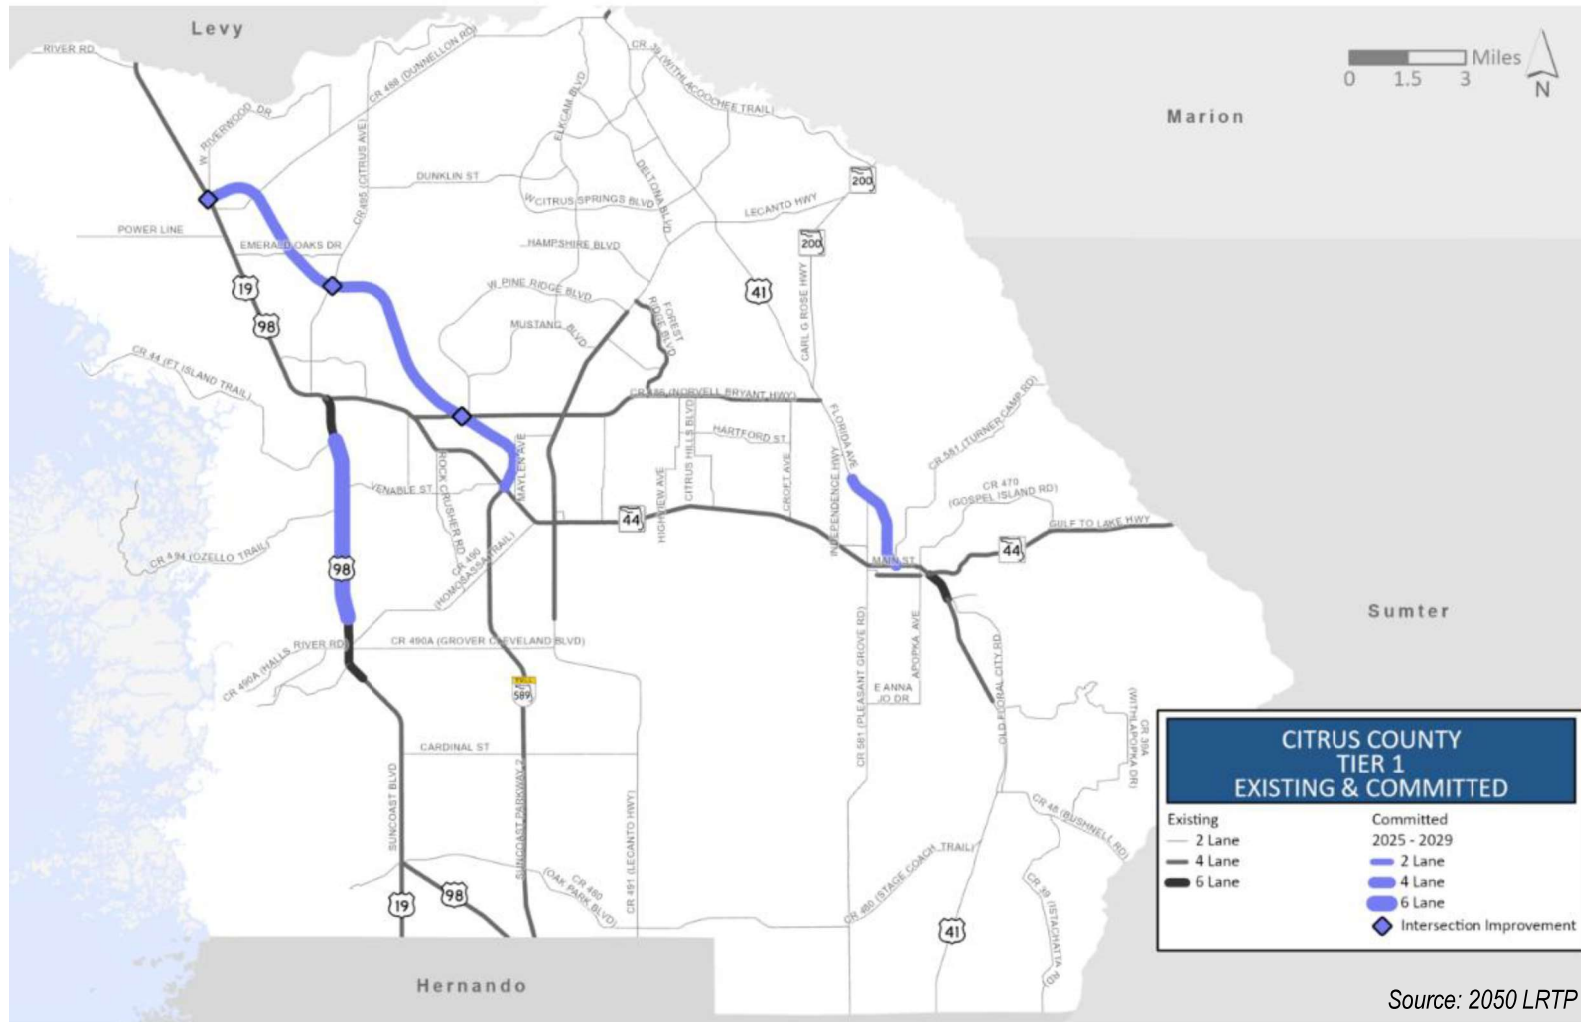 Levy
RIVER RD
CR 488 (DUNNELLON RD)
CR 39 (WITHLACOOCHEE TRAIL)
Miles
0 1.5 3
N
Marion
W RIVERWOOD DR
CR 495 (CITRUS AVE)
ELKCAM BLVD
DELTONA BLVD
DUNKLIN ST
W CITRUS SPRINGS BLVD
LECANTO HWY
200
200
POWER LINE
EMERALD OAKS DR
HAMPSHIRE BLVD
19
98
W PINE RIDGE BLVD
MUSTANG BLVD
FOREST
RIDGE BLVD
41
CARL G ROSE HWY
CR 44 (FT ISLAND TRAIL)
CR 486 (NORVELL BRYANT HWY)
FLORIDA AVE
CR 581 (TURNER CAMP RD)
HARTFORD ST
CITRUS HILLS BLVD
CROFT AVE
INDEPENDENCE HWY
HIGHVIEW AVE
MAYLEN AVE
ROCK CRUSHER RD
VENABLE ST
CR 470
(GOSPEL ISLAND RD)
44
GULF TO LAKE HWY
44
MAIN ST
CR 494 (OZELLO TRAIL)
98
CR 490
(HOMOSASSA TRAIL)
CR 490A (HALLS RIVER RD)
CR 490A (GROVER CLEVELAND BLVD)
TOLL
589
CR 581 (PLEASANT GROVE RD)
APOPKA AVE
E ANNA
JO DR
OLD FLORAL CITY RD
Sumter
CR 39A
(WITHLAPOPKA DR)
CARDINAL ST
SUNCOAST BLVD
SUNCOAST PARKWAY 2
CR 491 (LECANTO HWY)
CR 48 (BUSHNELL RD)
CR 480
(OAK PARK BLVD)
CR 480 (STAGE COACH TRAIL)
CR 39 (ISTACHATTA RD)
19
98
41
Hernando
CITRUS COUNTY
TIER 1
EXISTING & COMMITTED
Existing
2 Lane
4 Lane
6 Lane
Committed
2025 - 2029
2 Lane
4 Lane
6 Lane
Intersection Improvement
Source: 2050 LRTP